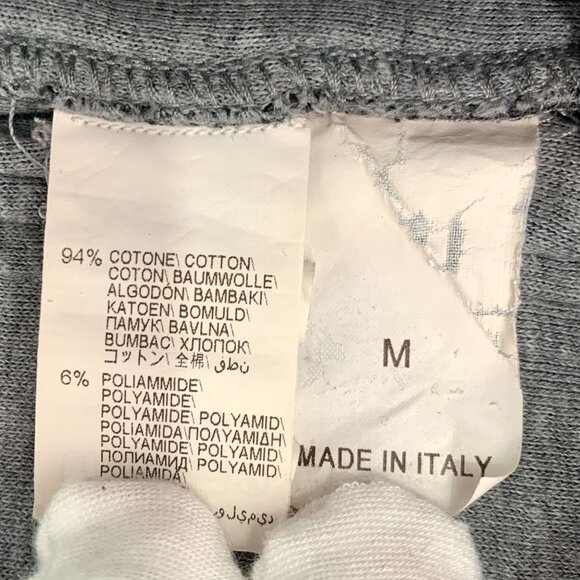 94% COTONE\ COTTON\
COTON\ BAUMWOLLE\
ALGODÓN\ BAMBAKI\
KATOEN\ BOMULD\
ПАМУК\ BAVLNA\
BUMBAC\ ХЛОПОК\
コットン\ 全棉\ قطن
6% POLIAMMIDE\
POLYAMIDE\
POLYAMIDE\ POLYAMID\
POLIAMIDA\ ΠΟΛΥΑΜΙΔΗ\
POLYAMIDE\ POLYAMID\
ПОЛИАМИД\ POLYAMID\
POLIAMIDA\
M
MADE IN ITALY